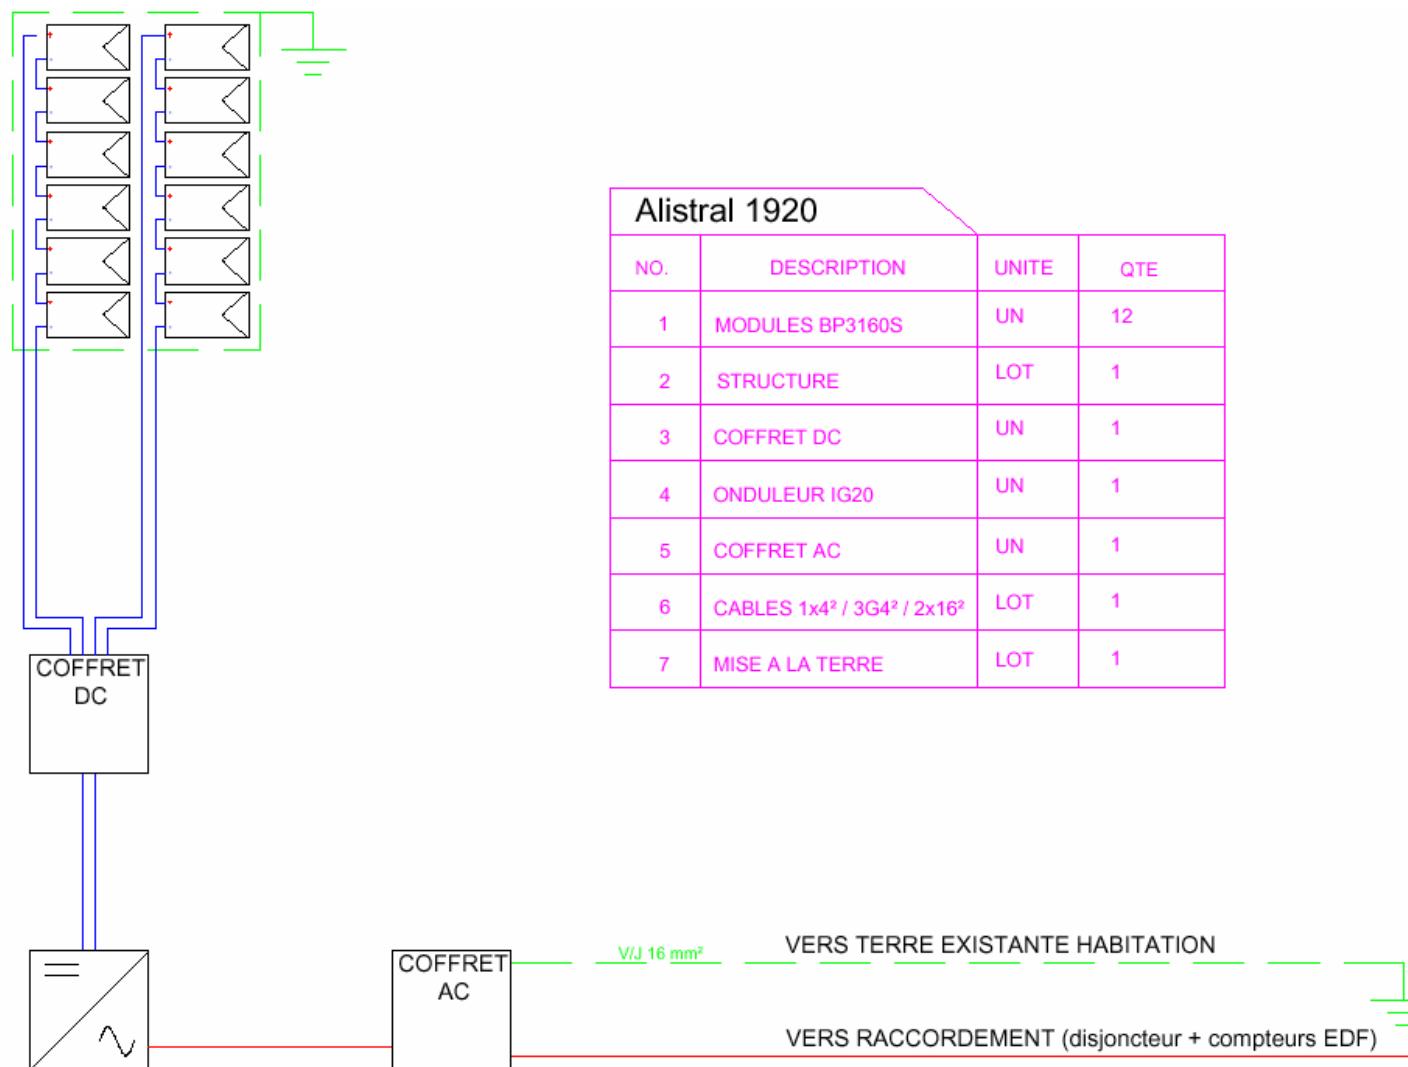 Alistral 1920
NO. DESCRIPTION UNITE QTE
1 MODULES BP3160S UN 12
2 STRUCTURE LOT 1
3 COFFRET DC UN 1
4 ONDULEUR IG20 UN 1
5 COFFRET AC UN 1
6 CABLES 1x4² / 3G4² / 2x16² LOT 1
7 MISE A LA TERRE LOT 1
COFFRET
DC
COFFRET
AC
V/J 16 mm²
VERS TERRE EXISTANTE HABITATION
VERS RACCORDEMENT (disjoncteur + compteurs EDF)